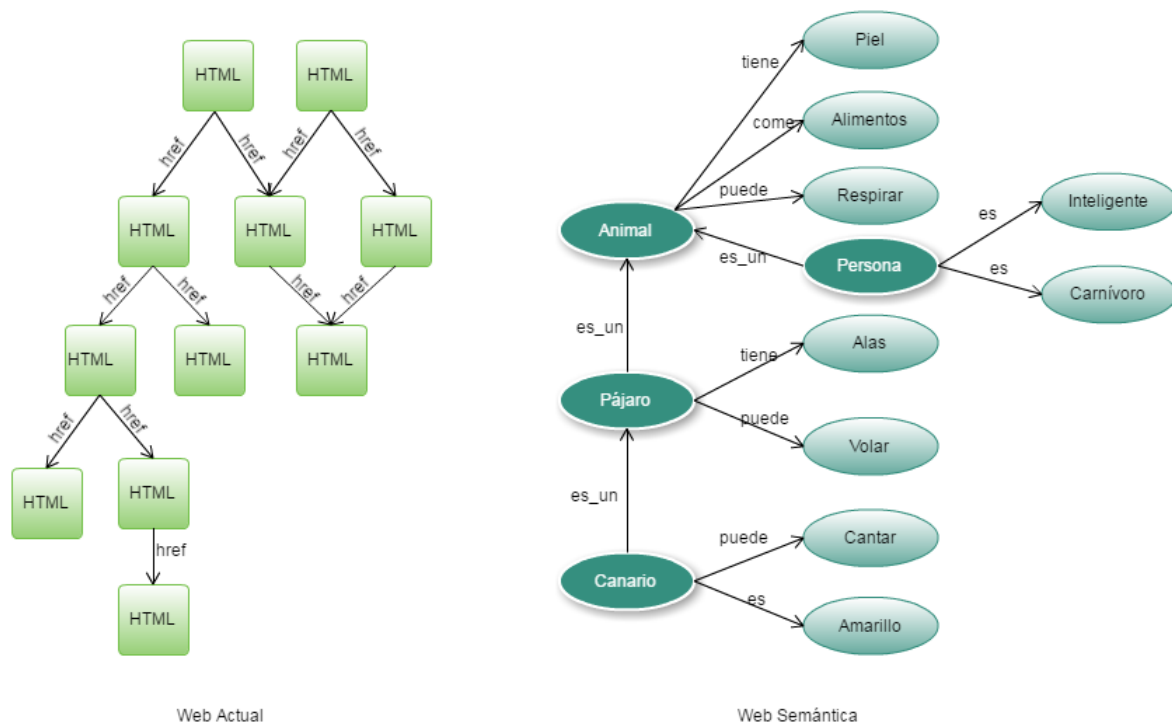 HTML
HTML
href
href
href
href
HTML
HTML
HTML
href
href
href
href
HTML
HTML
HTML
href
href
HTML
HTML
href
HTML
Web Actual
Piel
tiene
Alimentos
come
Respirar
puede
Animal
Inteligente
es
Persona
es_un
es
Carnívoro
es_un
Alas
tiene
Pájaro
puede
Volar
es_un
Cantar
puede
Canario
es
Amarillo
Web Semántica